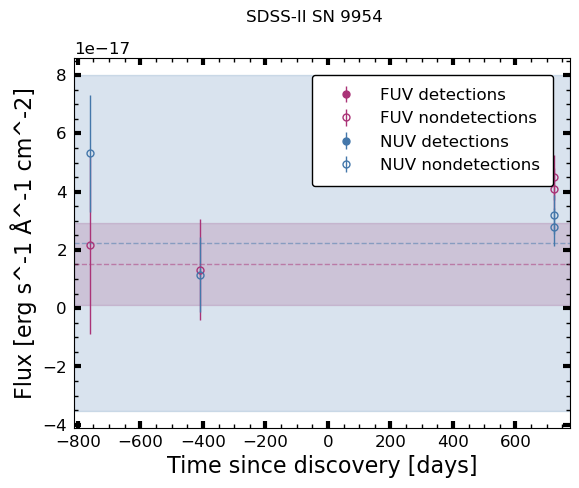 SDSS-II SN 9954
1e−17
FUV detections
FUV nondetections
NUV detections
NUV nondetections
8
6
4
2
0
−2
−4
−800 −600 −400 −200 0 200 400 600
Time since discovery [days]
Flux [erg s^-1 Å^-1 cm^-2]